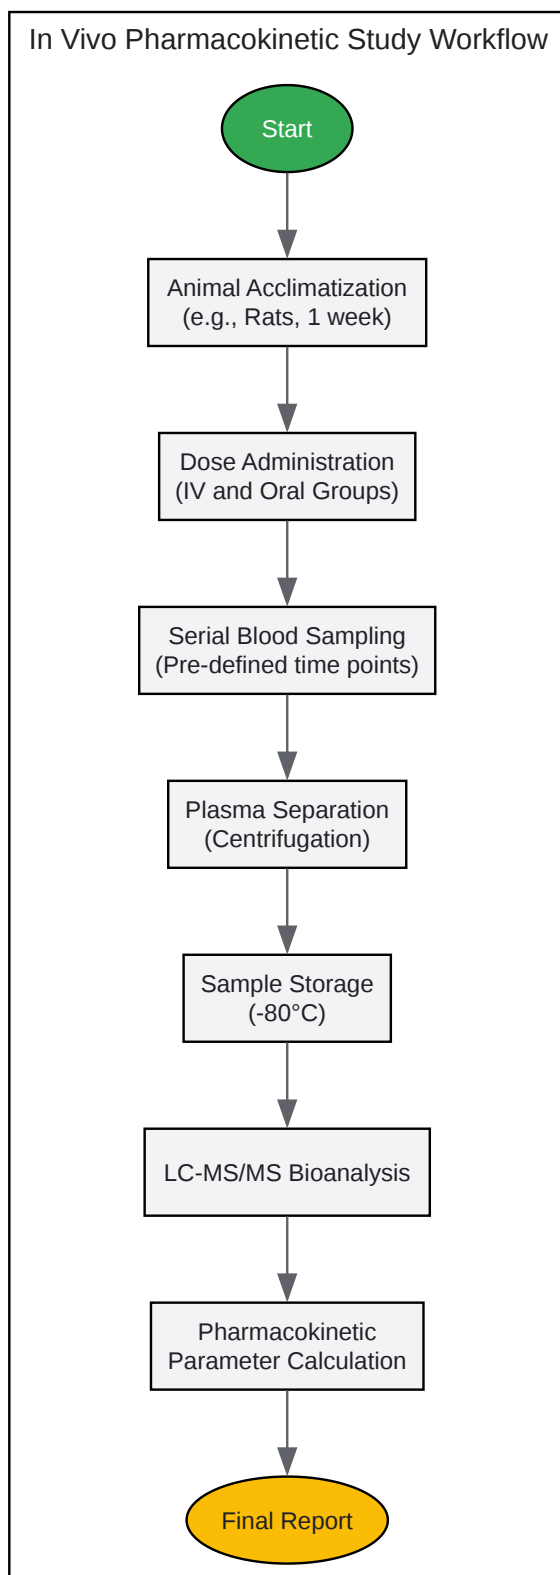 In Vivo Pharmacokinetic Study Workflow
Start
Animal Acclimatization
(e.g., Rats, 1 week)
Dose Administration
(IV and Oral Groups)
Serial Blood Sampling
(Pre-defined time points)
Plasma Separation
(Centrifugation)
Sample Storage
(-80°C)
LC-MS/MS Bioanalysis
Pharmacokinetic
Parameter Calculation
Final Report